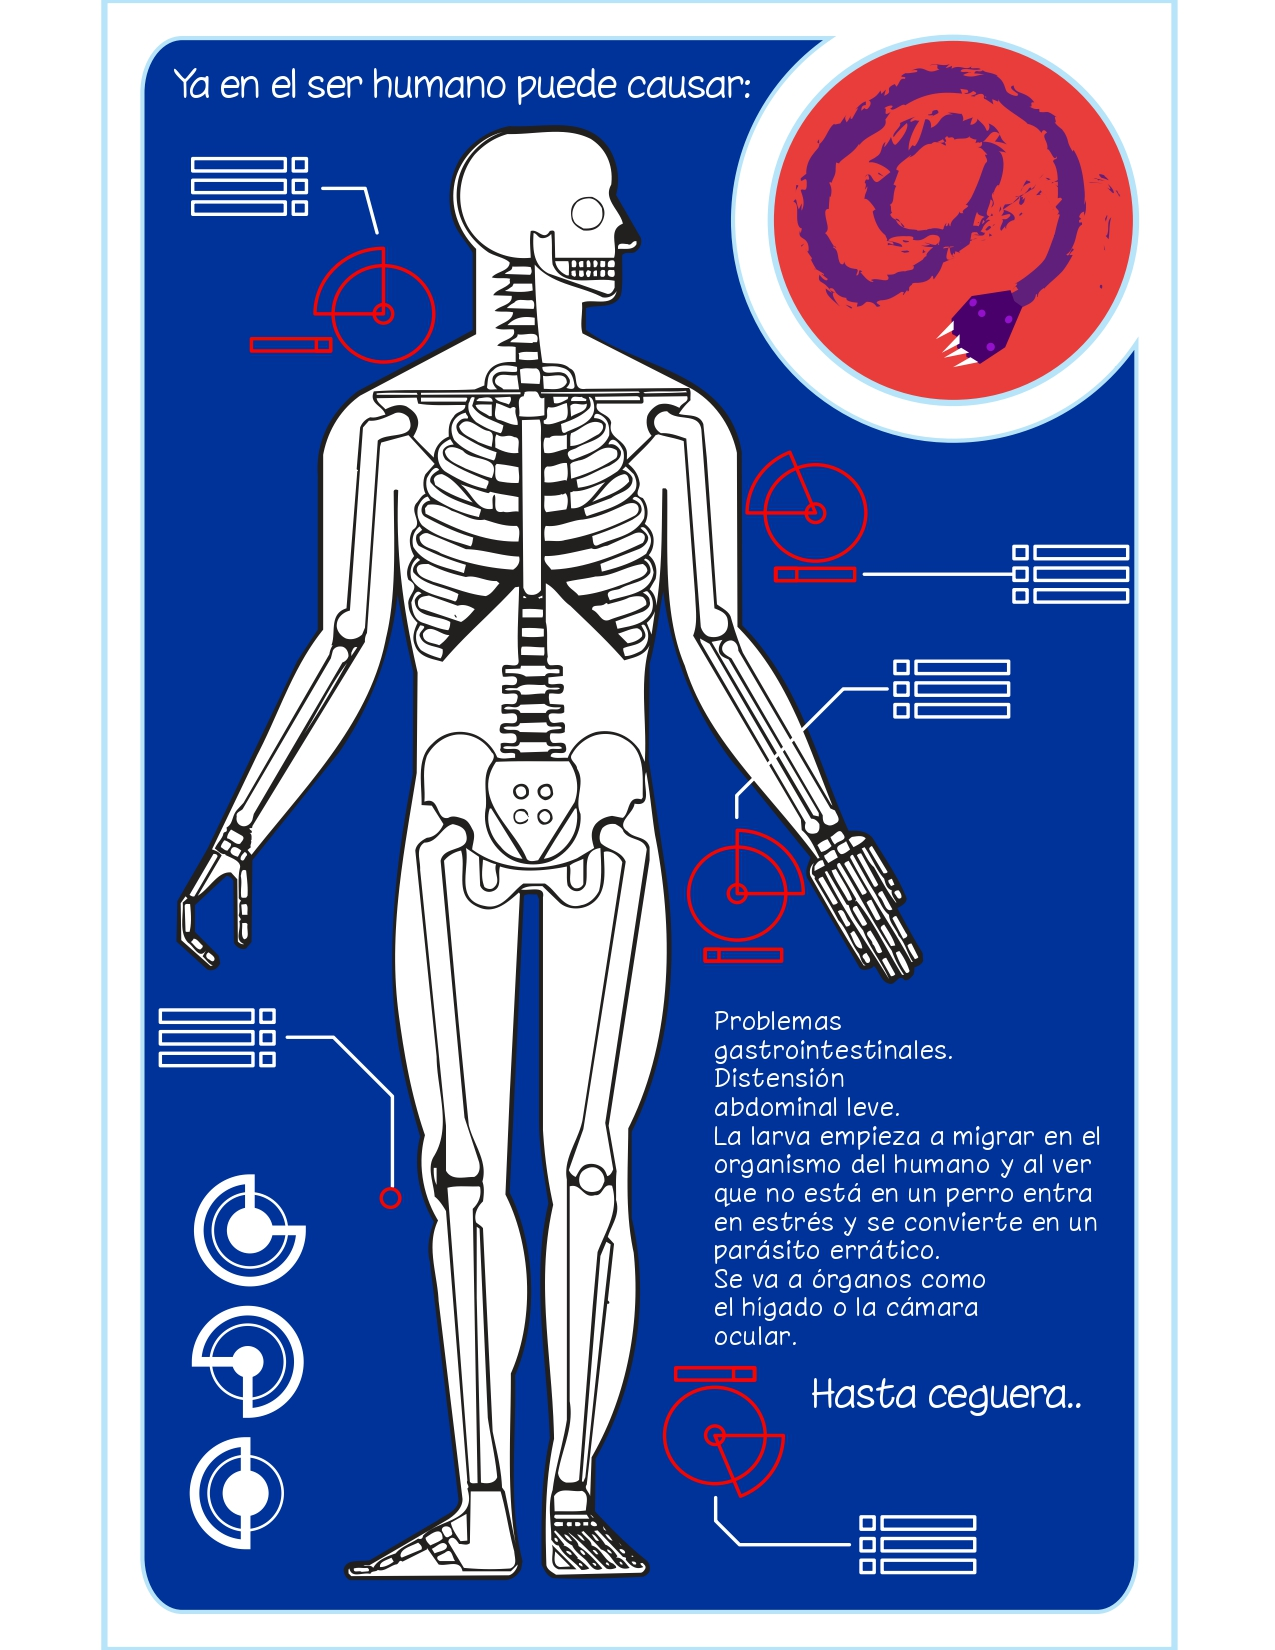 Ya en el ser humano puede causar:
Problemas
gastrointestinales.
Distensión
abdominal leve.
La larva empieza a migrar en el
organismo del humano y al ver
que no está en un perro entra
en estrés y se convierte en un
parásito errático.
Se va a órganos como
el hígado o la cámara
ocular.
Hasta ceguera..